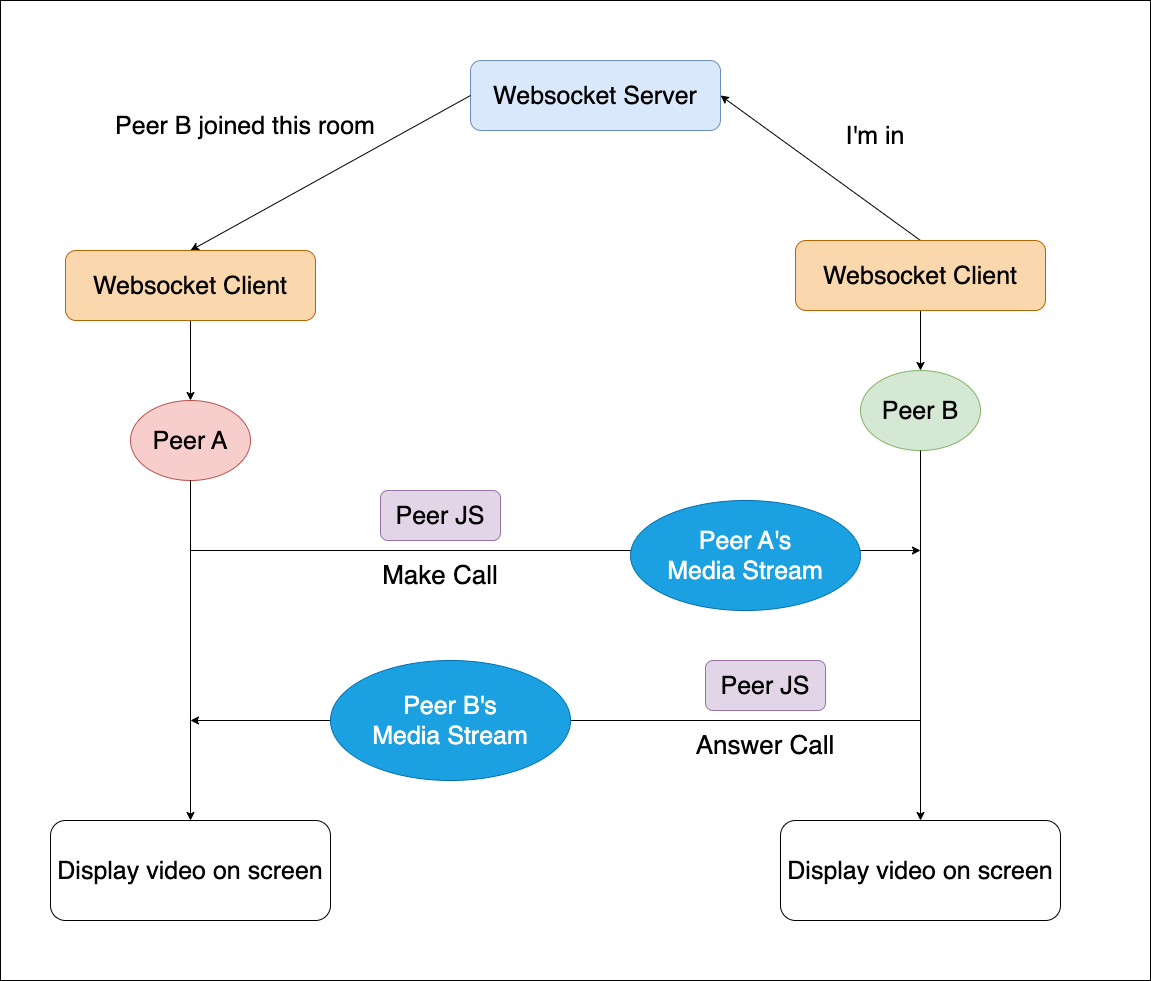 Websocket Server
Peer B joined this room
I'm in
Websocket Client
Websocket Client
Peer A
Peer B
Peer JS
Peer A's
Media Stream
Make Call
Peer B's
Media Stream
Peer JS
Answer Call
Display video on screen
Display video on screen